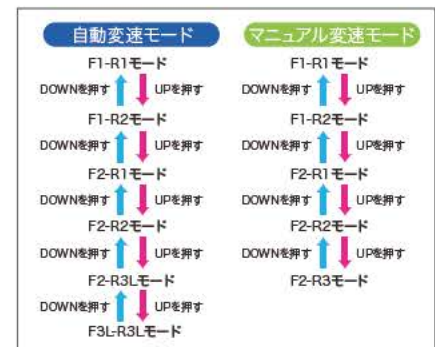 自動変速モード
F1-R1モード
DOWNを押す UPを押す
F1-R2モード
DOWNを押す UPを押す
F2-R1モード
DOWNを押す UPを押す
F2-R2モード
DOWNを押す UPを押す
F2-R3Lモード
DOWNを押す UPを押す
F3L-R3Lモード
マニュアル変速モード
F1-R1モード
DOWNを押す UPを押す
F1-R2モード
DOWNを押す UPを押す
F2-R1モード
DOWNを押す UPを押す
F2-R2モード
DOWNを押す UPを押す
F2-R3モード